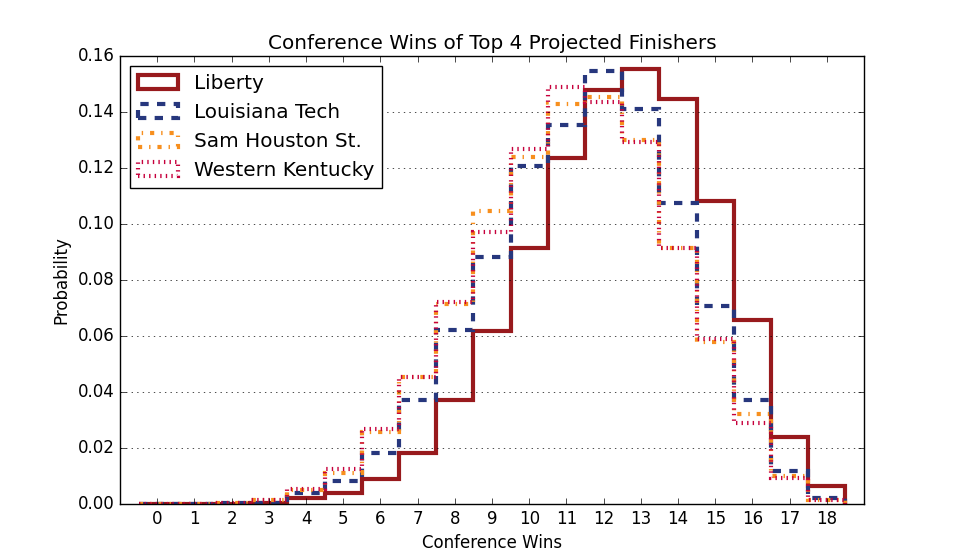 Conference Wins of Top 4 Projected Finishers
Liberty
Louisiana Tech
Sam Houston St.
Western Kentucky
0.16
0.14
0.12
0.10
0.08
0.06
0.04
0.02
0.00
Probability
0 1 2 3 4 5 6 7 8 9 10 11 12 13 14 15 16 17 18
Conference Wins